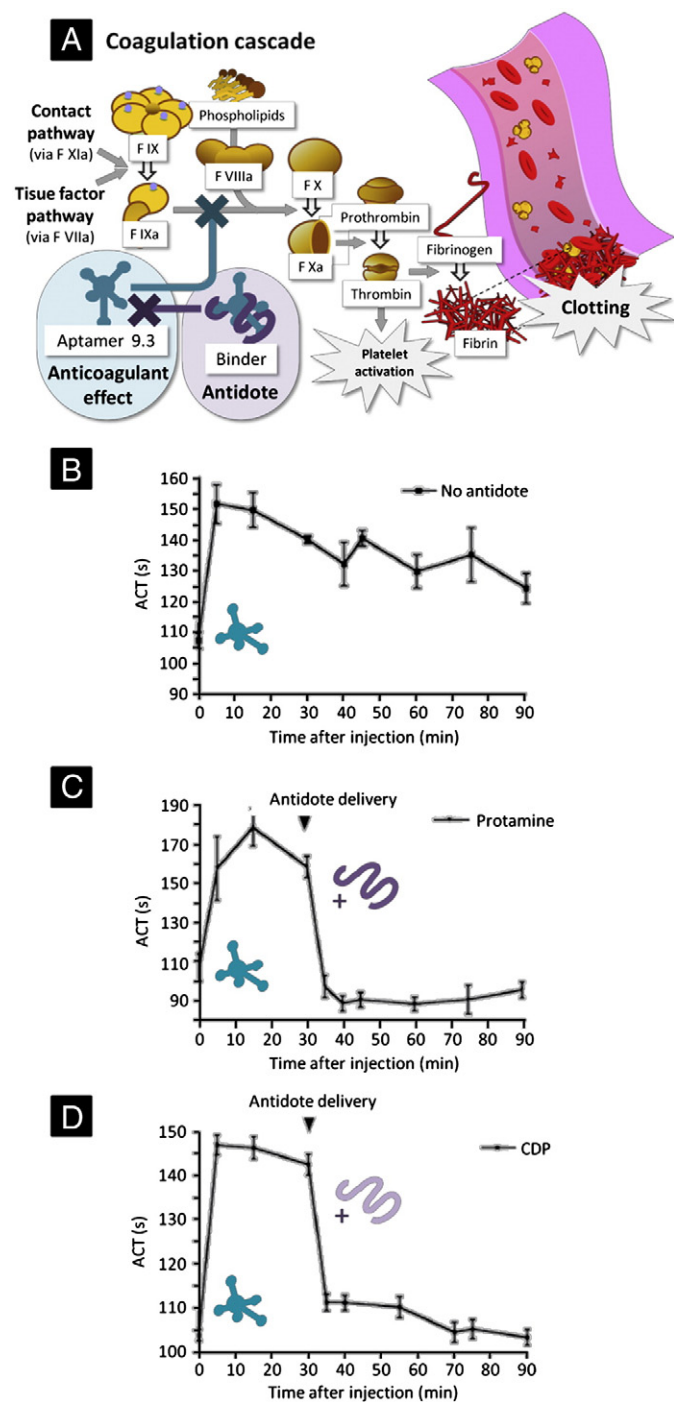 A
Coagulation cascade
Contact
pathway
(via F XIa)
Tissue factor
pathway
(via F VIIa)
F IX
F IXa
Phospholipids
F VIIIa
F X
F Xa
Prothrombin
Thrombin
Fibrinogen
Fibrin
Clotting
Platelet
activation
Aptamer 9.3
Anticoagulant
effect
Binder
Antidote
B
160
150
140
130
120
110
100
90
ACT (s)
No antidote
0 10 20 30 40 50 60 70 80 90
Time after injection (min)
C
Antidote delivery
190
170
150
130
110
90
ACT (s)
Protamine
+
0 10 20 30 40 50 60 70 80 90
Time after injection (min)
D
Antidote delivery
150
140
130
120
110
100
ACT (s)
CDP
+
0 10 20 30 40 50 60 70 80 90
Time after injection (min)